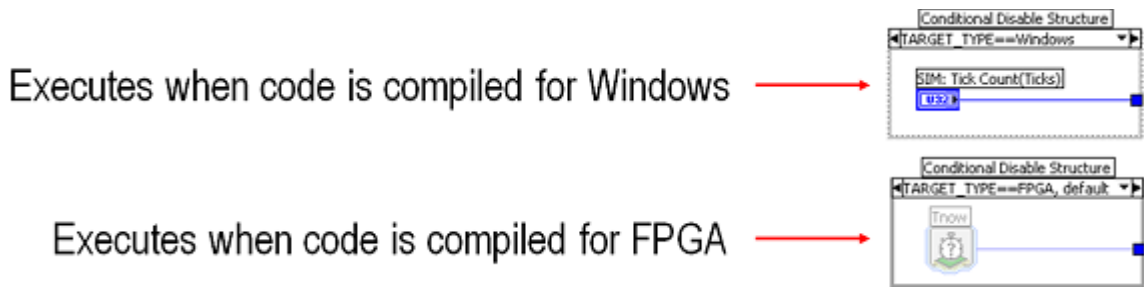 Conditional Disable Structure
TARGET_TYPE==Windows
Executes when code is compiled for Windows
SIM: Tick Count(Ticks)
U32
Conditional Disable Structure
TARGET_TYPE==FPGA, default
Tnow
?
Executes when code is compiled for FPGA